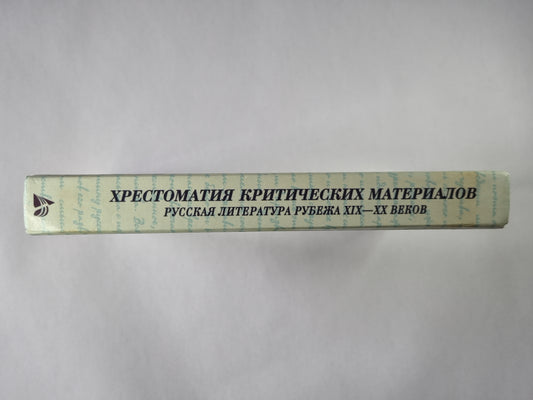 ХРЕСТОМАТИЯ КРИТИЧЕСКИХ МАТЕРИАЛОВ
РУССКАЯ ЛИТЕРАТУРА РУБЕЖА XIX—XX ВЕКОВ